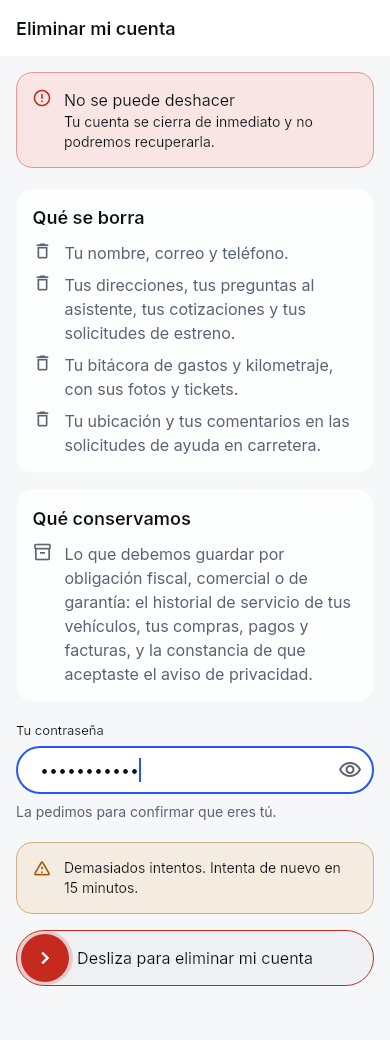 Eliminar mi cuenta
No se puede deshacer
Tu cuenta se cierra de inmediato y no
podremos recuperarla.
Qué se borra
Tu nombre, correo y teléfono.
Tus direcciones, tus preguntas al
asistente, tus cotizaciones y tus
solicitudes de estreno.
Tu bitácora de gastos y kilometraje,
con sus fotos y tickets.
Tu ubicación y tus comentarios en las
solicitudes de ayuda en carretera.
Qué conservamos
Lo que debemos guardar por
obligación fiscal, comercial o de
garantía: el historial de servicio de tus
vehículos, tus compras, pagos y
facturas, y la constancia de que
aceptaste el aviso de privacidad.
Tu contraseña
•••••••••••
La pedimos para confirmar que eres tú.
Demasiados intentos. Intenta de nuevo en
15 minutos.
Desliza para eliminar mi cuenta